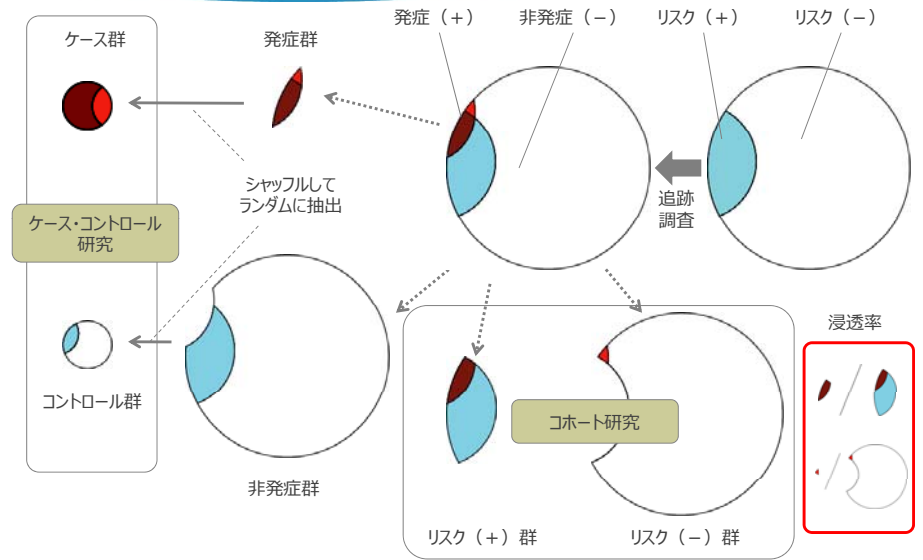 ケース群
発症群
発症（+）
非発症（-）
リスク（+）
リスク（-）
シャッフルして
ランダムに抽出
追跡
調査
ケース・コントロール
研究
コントロール群
非発症群
コホート研究
リスク（+）群
リスク（-）群
浸透率